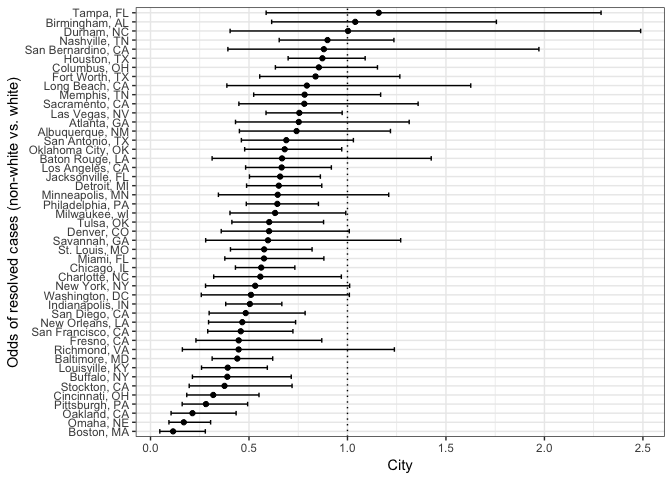 Odds of resolved cases (non-white vs. white)
Tampa, FL
Birmingham, AL
Durham, NC
Nashville, TN
San Bernardino, CA
Houston, TX
Columbus, OH
Fort Worth, TX
Long Beach, CA
Memphis, TN
Sacramento, CA
Las Vegas, NV
Atlanta, GA
Albuquerque, NM
San Antonio, TX
Oklahoma City, OK
Baton Rouge, LA
Los Angeles, CA
Jacksonville, FL
Detroit, MI
Minneapolis, MN
Philadelphia, PA
Milwaukee, wI
Tulsa, OK
Denver, CO
Savannah, GA
St. Louis, MO
Miami, FL
Chicago, IL
Charlotte, NC
New York, NY
Washington, DC
Indianapolis, IN
San Diego, CA
New Orleans, LA
San Francisco, CA
Fresno, CA
Richmond, VA
Baltimore, MD
Louisville, KY
Buffalo, NY
Stockton, CA
Cincinnati, OH
Pittsburgh, PA
Oakland, CA
Omaha, NE
Boston, MA
0.0 0.5 1.0 1.5 2.0 2.5
City